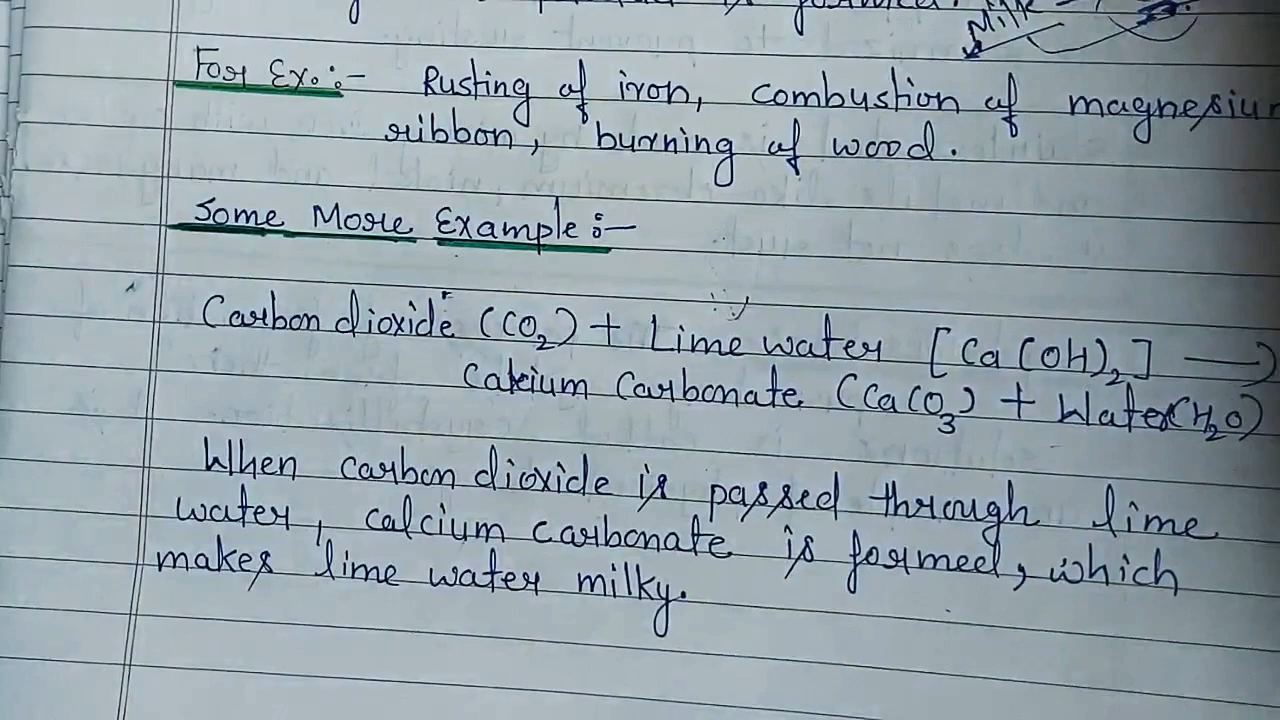 For Ex.:- Rusting of iron, combustion of magnesium
ribbon, burning of wood.
Some More Example:-
Carbon dioxide (CO₂) + Lime water [Ca(OH)₂] ⟶
Calcium Carbonate (CaCO₃) + Water(H₂O)
When carbon dioxide is passed through lime
water, calcium carbonate is formed, which
makes lime water milky.